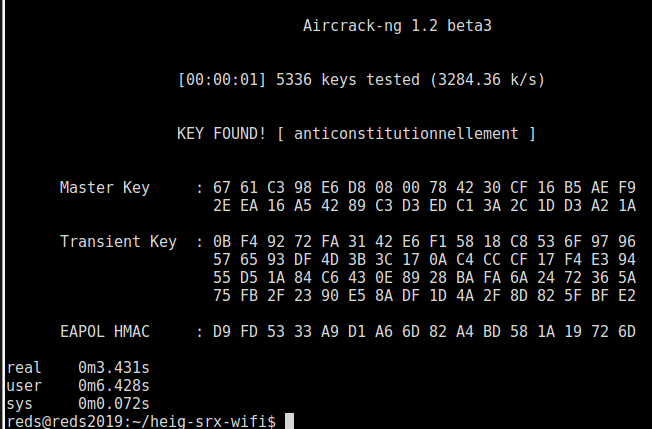 Aircrack-ng 1.2 beta3
[00:00:01] 5336 keys tested (3284.36 k/s)
KEY FOUND! [ anticonstitutionnellement ]
Master Key     : 67 61 C3 98 E6 D8 08 00 78 42 30 CF 16 B5 AE F9
2E EA 16 A5 42 89 C3 D3 ED C1 3A 2C 1D D3 A2 1A
Transient Key  : 0B F4 92 72 FA 31 42 E6 F1 58 18 C8 53 6F 97 96
57 65 93 DF 4D 3B 3C 17 0A C4 CC CF 17 F4 E3 94
55 D5 1A 84 C6 43 0E 89 28 BA FA 6A 24 72 36 5A
75 FB 2F 23 90 E5 8A DF 1D 4A 2F 8D 82 5F BF E2
EAPOL HMAC     : D9 FD 53 33 A9 D1 A6 6D 82 A4 BD 58 1A 19 72 6D
real    0m3.431s
user    0m6.428s
sys     0m0.072s
reds@reds2019:~/heig-srx-wifi$